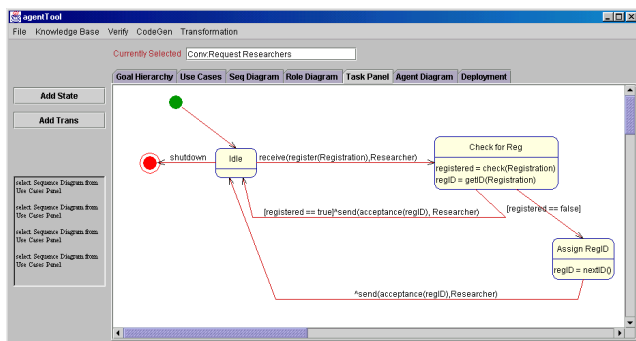 agentTool
File Knowledge Base Verify CodeGen Transformation
Currently Selected Conv:Request Researchers
Goal Hierarchy Use Cases Seq Diagram Role Diagram Task Panel Agent Diagram Deployment
Add State
Add Trans
select Sequence Diagram from
Use Cases Panel
select Sequence Diagram from
Use Cases Panel
select Sequence Diagram from
Use Cases Panel
select Sequence Diagram from
Use Cases Panel
shutdown
Idle
receive(register(Registration),Researcher)
Check for Reg
registered = check(Registration)
regID = getID(Registration)
[registered == true]^send(acceptance(regID), Researcher)
[registered == false]
Assign RegID
regID = nextID()
^send(acceptance(regID),Researcher)